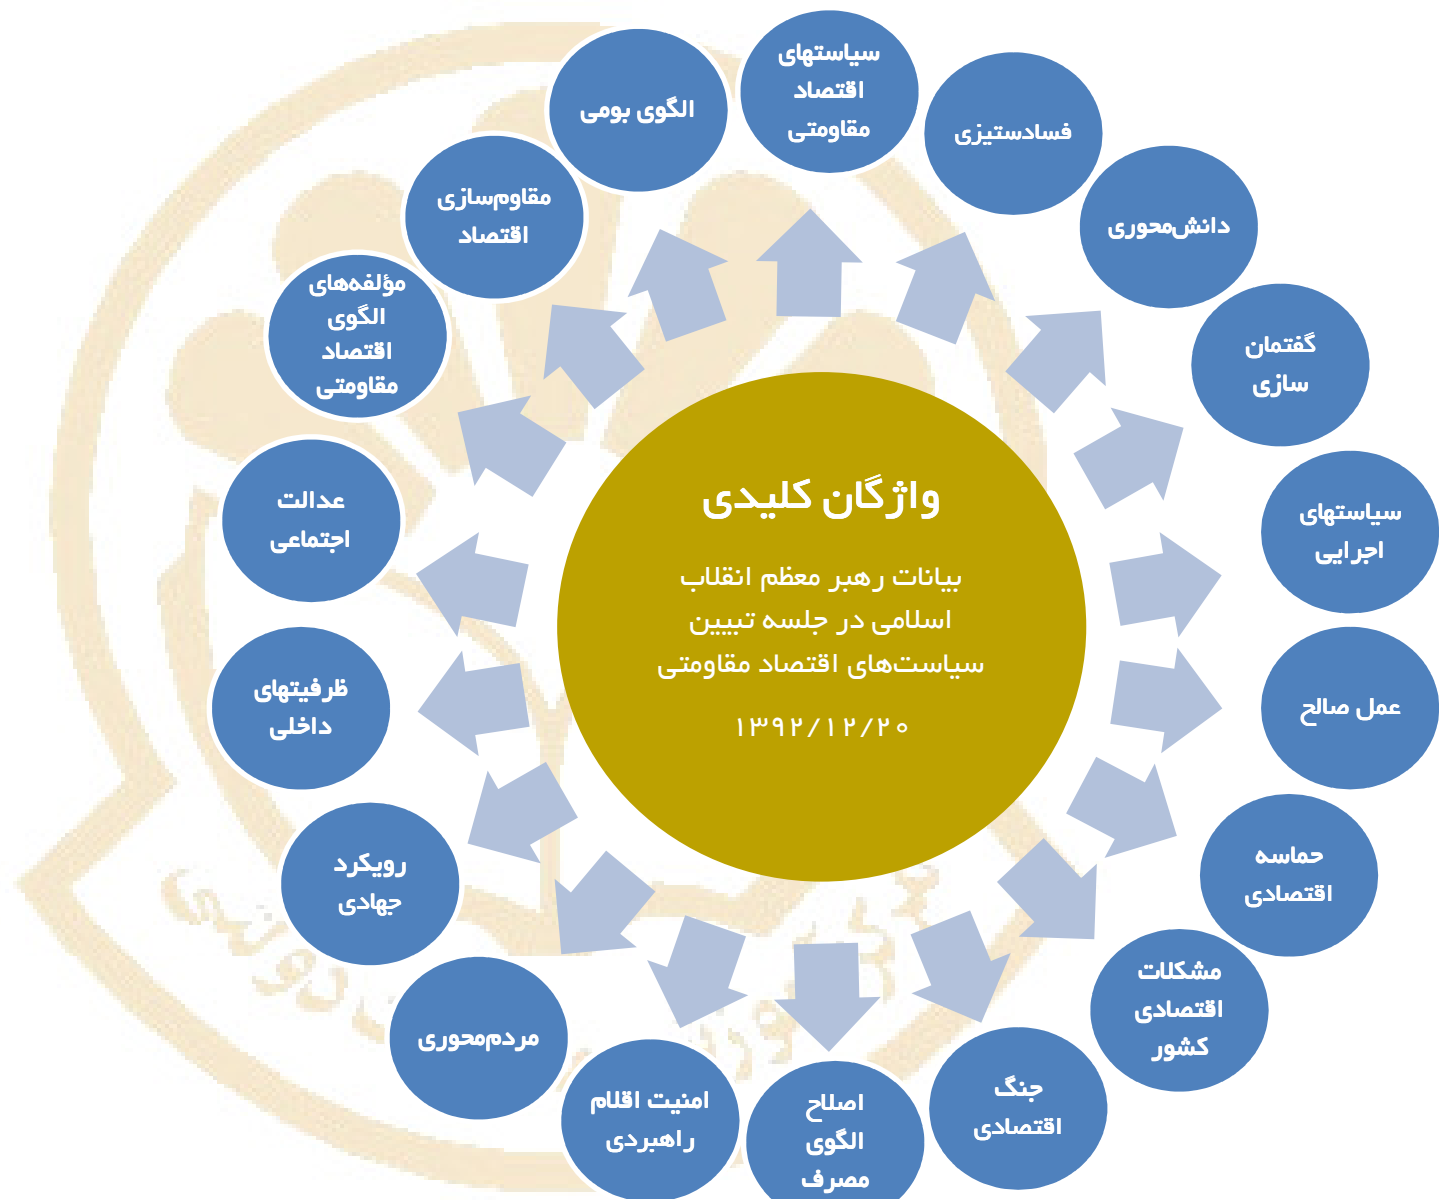 واژگان کلیدی
بیانات رهبر معظم انقلاب
اسلامی در جلسه تبیین
سیاست‌های اقتصاد مقاومتی
۱۳۹۲/۱۲/۲۰
سیاستهای
اقتصاد
مقاومتی
فسادستیزی
دانش‌محوری
گفتمان
سازی
سیاستهای
اجرایی
عمل صالح
حماسه
اقتصادی
مشکلات
اقتصادی
کشور
جنگ
اقتصادی
اصلاح
الگوی
مصرف
امنیت اقلام
راهبردی
مردم‌محوری
رویکرد
جهادی
ظرفیتهای
داخلی
عدالت
اجتماعی
مؤلفه‌های
الگوی
اقتصاد
مقاومتی
مقاوم‌سازی
اقتصاد
الگوی بومی